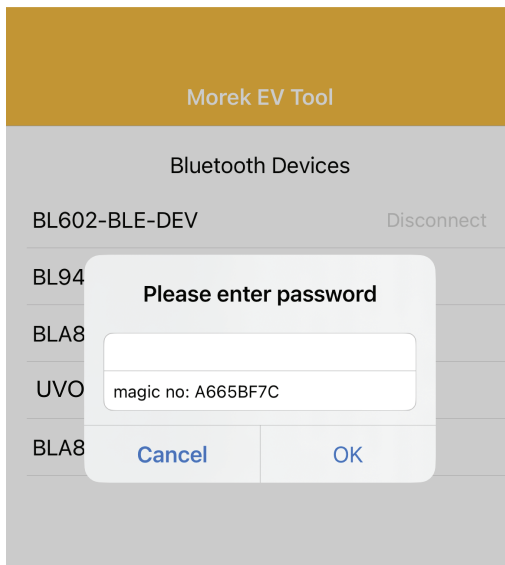 Morek EV Tool
Bluetooth Devices
BL602-BLE-DEV Disconnect
BL94
Please enter password
BLA8
magic no: A665BF7C
UVO
BLA8
Cancel OK